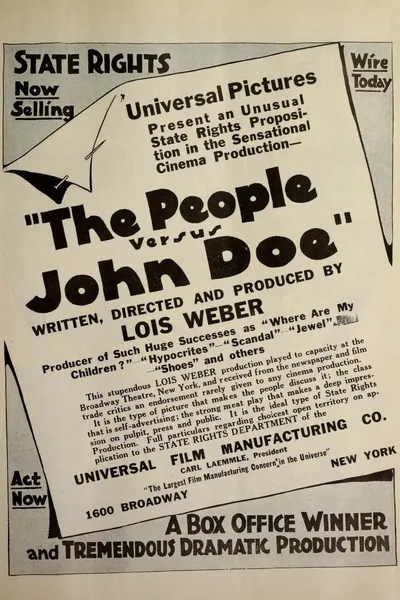 STATE RIGHTS
Now
Selling
Wire
Today
Universal Pictures
Present an Unusual
State Rights Proposi-
tion in the Sensational
Cinema Production—
"The People
versus
John Doe"
WRITTEN, DIRECTED AND PRODUCED BY
LOIS WEBER
Producer of Such Huge Successes as "Where Are My
Children?"—"Hypocrites"—"Scandal"—"Jewel"
—"Shoes" and others
This stupendous LOIS WEBER production played to capacity at the
Broadway Theatre, New York, and received from the newspaper and film
trade critics an endorsement rarely given to any cinema production.
It is the type of picture that makes the people discuss it; the class
that is self-advertising; the strong meat play that makes a deep impres-
sion on pulpit, press and public. It is the ideal type of State Rights
Production. Full particulars regarding choicest open territory on ap-
plication to the STATE RIGHTS DEPARTMENT of the
UNIVERSAL FILM MANUFACTURING CO.
CARL LAEMMLE, President
"The Largest Film Manufacturing Concern in the Universe"
1600 BROADWAY
NEW YORK
Act
Now
A BOX OFFICE WINNER
and TREMENDOUS DRAMATIC PRODUCTION